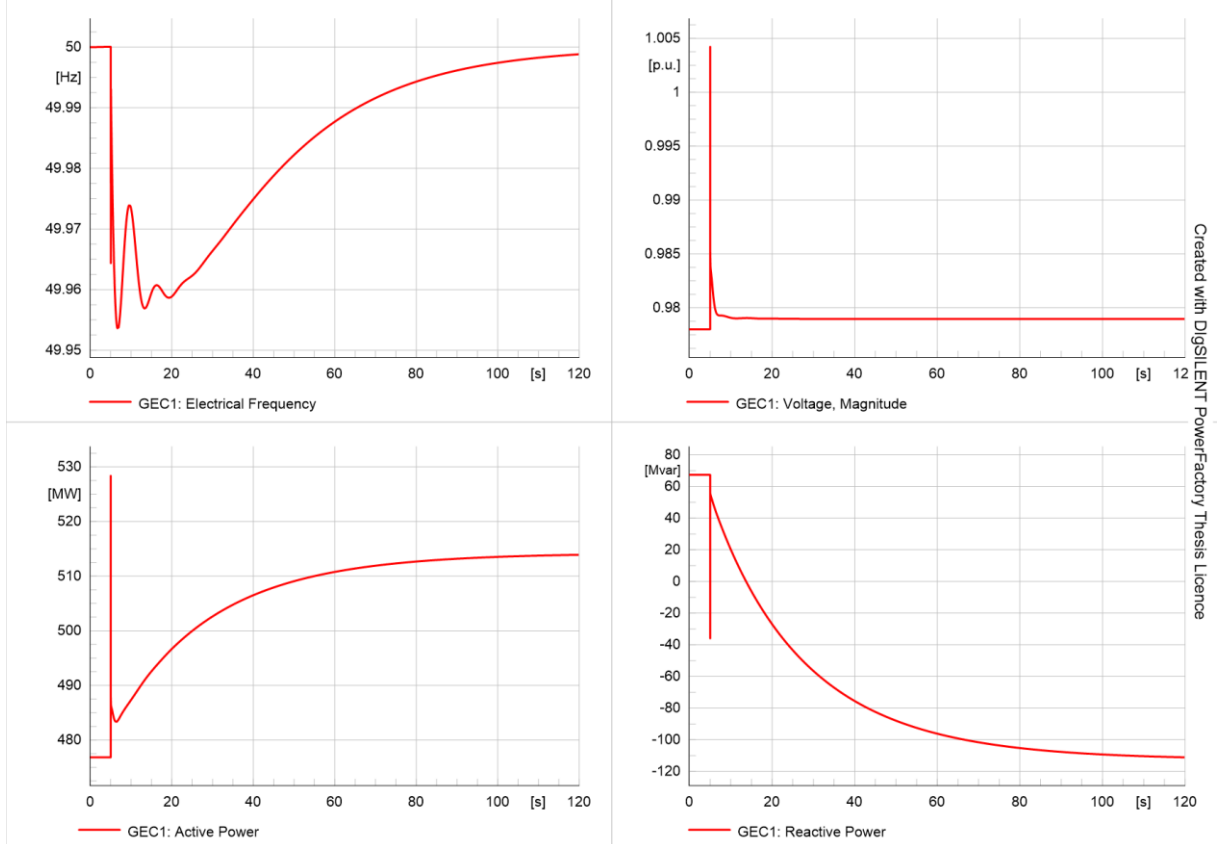 50
[Hz]
49.99
49.98
49.97
49.96
49.95
0 20 40 60 80 100 [s] 120
GEC1: Electrical Frequency
1.005
[p.u.]
1
0.995
0.99
0.985
0.98
0 20 40 60 80 100 [s] 12
GEC1: Voltage, Magnitude
530
[MW]
520
510
500
490
480
0 20 40 60 80 100 [s] 120
GEC1: Active Power
80
[Mvar]
60
40
20
0
-20
-40
-60
-80
-100
-120
0 20 40 60 80 100 [s] 120
GEC1: Reactive Power
Created with DIgSILENT PowerFactory Thesis Licence